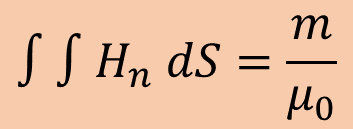 ∫ ∫ Hₙ dS = m/μ₀